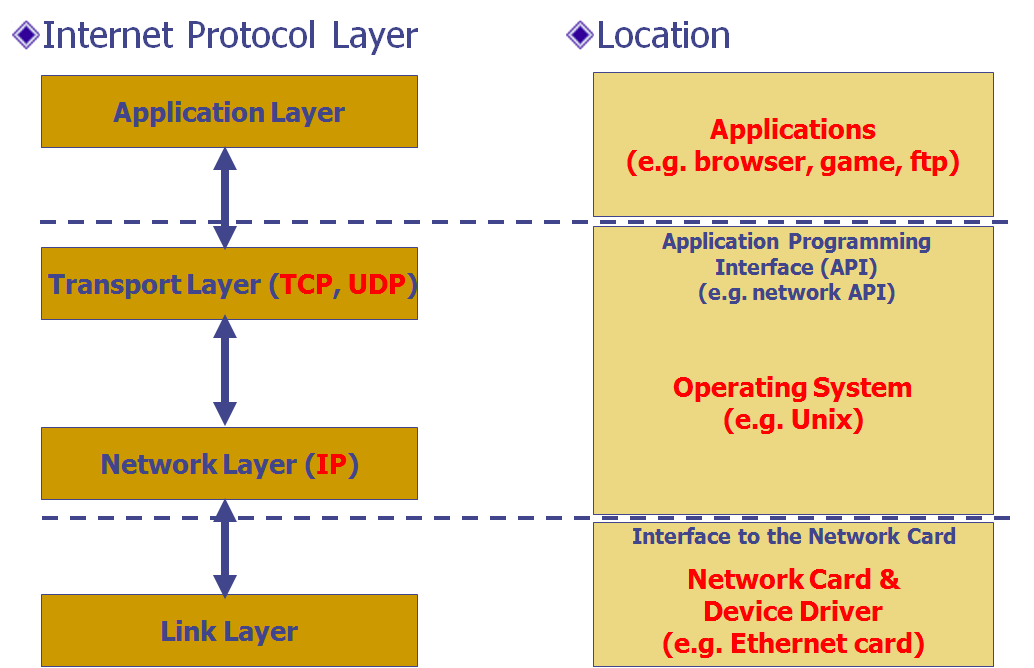 Internet Protocol Layer
Location
Application Layer
Applications
(e.g. browser, game, ftp)
Transport Layer (TCP, UDP)
Application Programming
Interface (API)
(e.g. network API)
Operating System
(e.g. Unix)
Network Layer (IP)
Interface to the Network Card
Network Card &
Device Driver
(e.g. Ethernet card)
Link Layer